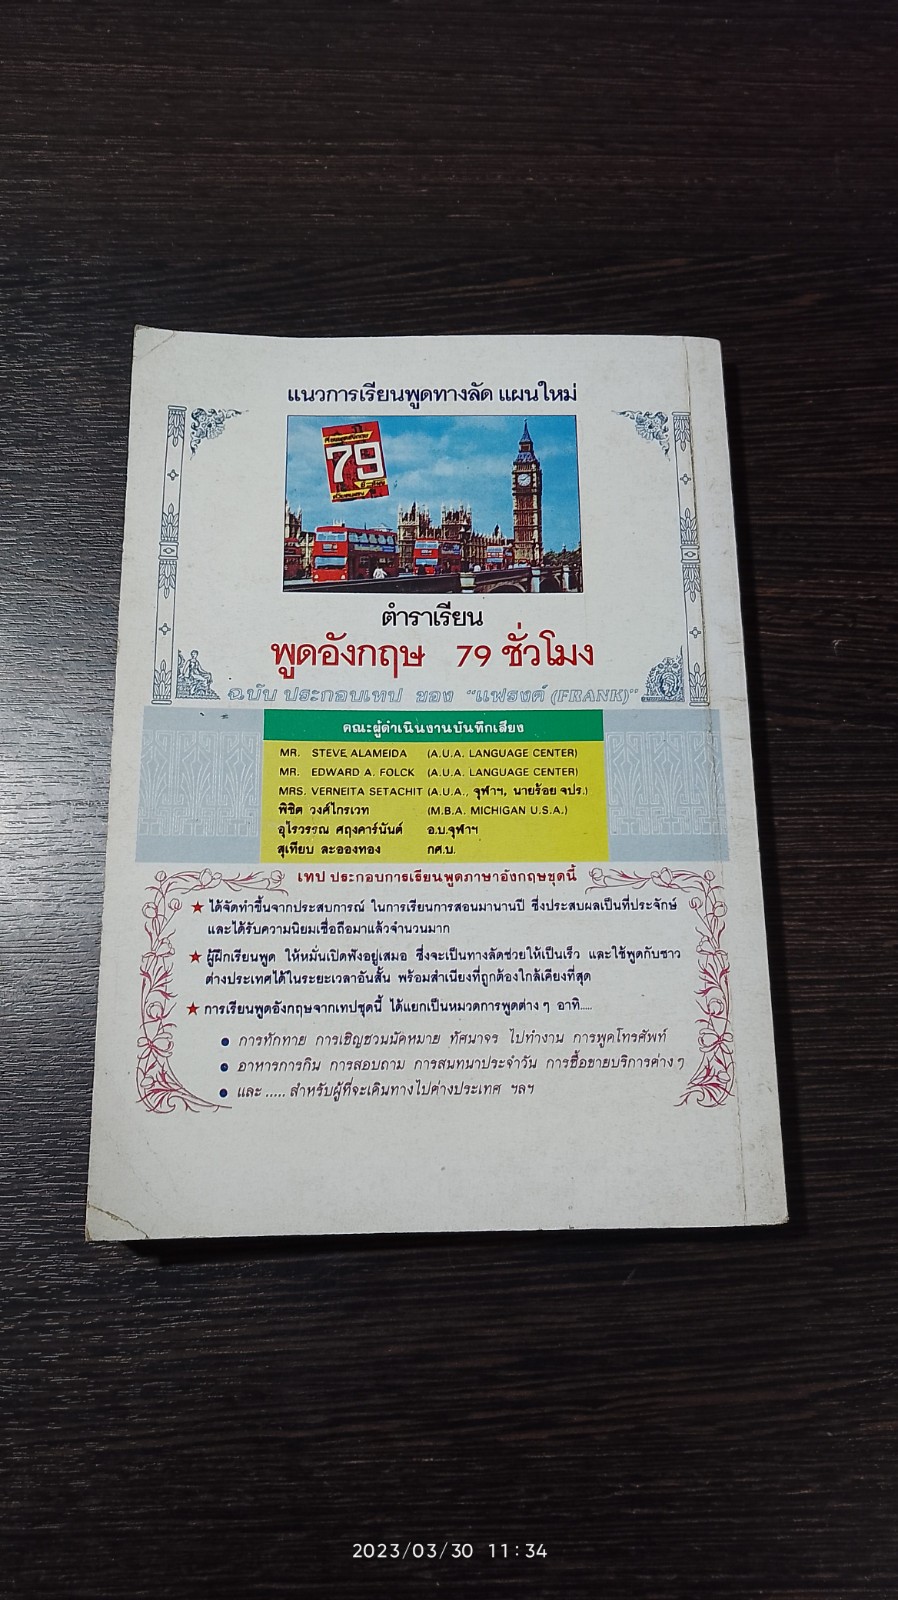 แนวการเรียนพูดทางลัด แผนใหม่
79
ตำราเรียน
พูดอังกฤษ 79 ชั่วโมง
ฉบับ ประกอบเทป ของ "แฟรงค์ (FRANK)"
คณะผู้ดำเนินงานบันทึกเสียง
MR. STEVE ALAMEIDA (A.U.A. LANGUAGE CENTER)
MR. EDWARD A. FOLCK (A.U.A. LANGUAGE CENTER)
MRS. VERNEITA SETACHIT (A.U.A., จุฬาฯ, นายร้อย จปร.)
พิชิต วงค์ไกรเวท (M.B.A. MICHIGAN U.S.A.)
อุไรวรรณ ศฤงคาร์นันต์ อ.บ.จุฬาฯ
สุเทียบ ละอองทอง กศ.บ.
เทป ประกอบการเรียนพูดภาษาอังกฤษชุดนี้
★ ได้จัดทำขึ้นจากประสบการณ์ ในการเรียนการสอนมานานปี ซึ่งประสบผลเป็นที่ประจักษ์
และได้รับความนิยมเชื่อถือมาแล้วจำนวนมาก
★ ผู้ฝึกเรียนพูด ให้หมั่นเปิดฟังอยู่เสมอ ซึ่งจะเป็นทางลัดช่วยให้เป็นเร็ว และใช้พูดกับชาว
ต่างประเทศได้ในระยะเวลาอันสั้น พร้อมสำเนียงที่ถูกต้องใกล้เคียงที่สุด
★ การเรียนพูดอังกฤษจากเทปชุดนี้ ได้แยกเป็นหมวดการพูดต่าง ๆ อาทิ.....
● การทักทาย การเชิญชวนนัดหมาย ทัศนาจร ไปทำงาน การพูดโทรศัพท์
● อาหารการกิน การสอบถาม การสนทนาประจำวัน การซื้อขายบริการต่าง ๆ
● และ ..... สำหรับผู้ที่จะเดินทางไปต่างประเทศ ฯลฯ
2023/03/30 11:34